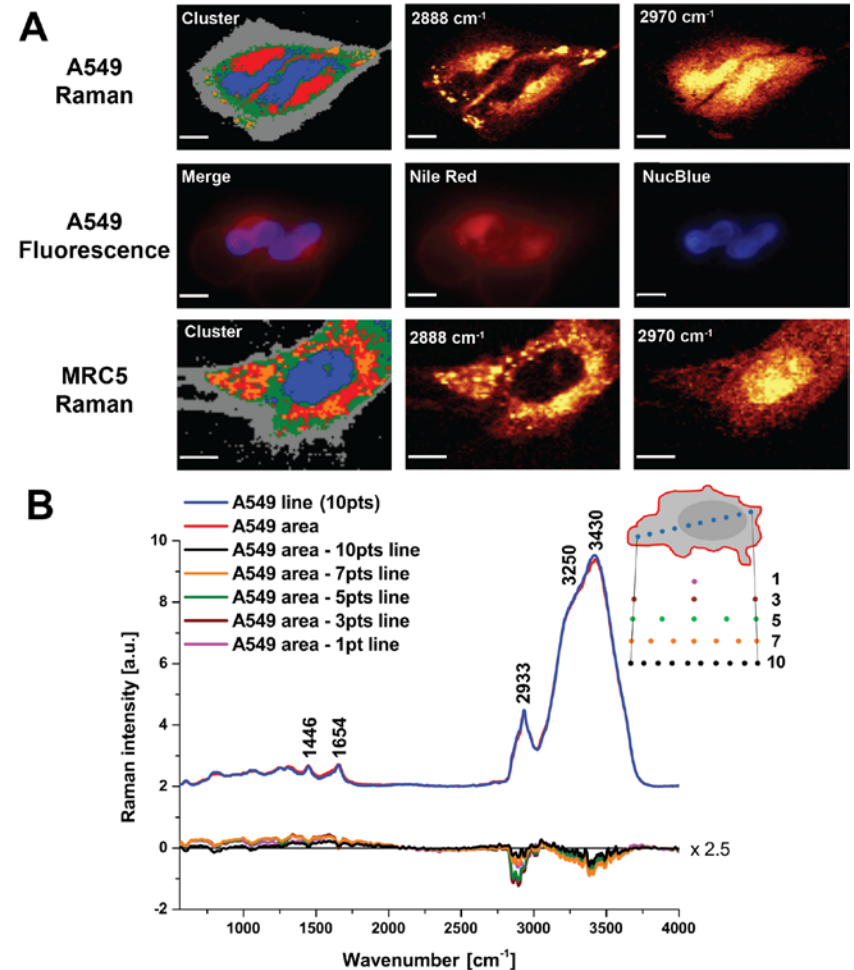 A
A549
Raman
Cluster
2888 cm⁻¹
2970 cm⁻¹
A549
Fluorescence
Merge
Nile Red
NucBlue
MRC5
Raman
Cluster
2888 cm⁻¹
2970 cm⁻¹
B
A549 line (10pts)
A549 area
A549 area - 10pts line
A549 area - 7pts line
A549 area - 5pts line
A549 area - 3pts line
A549 area - 1pt line
1
3
5
7
10
3250
3430
2933
1446
1654
x 2.5
Raman intensity [a.u.]
10
8
6
4
2
0
-2
1000
1500
2000
2500
3000
3500
4000
Wavenumber [cm⁻¹]